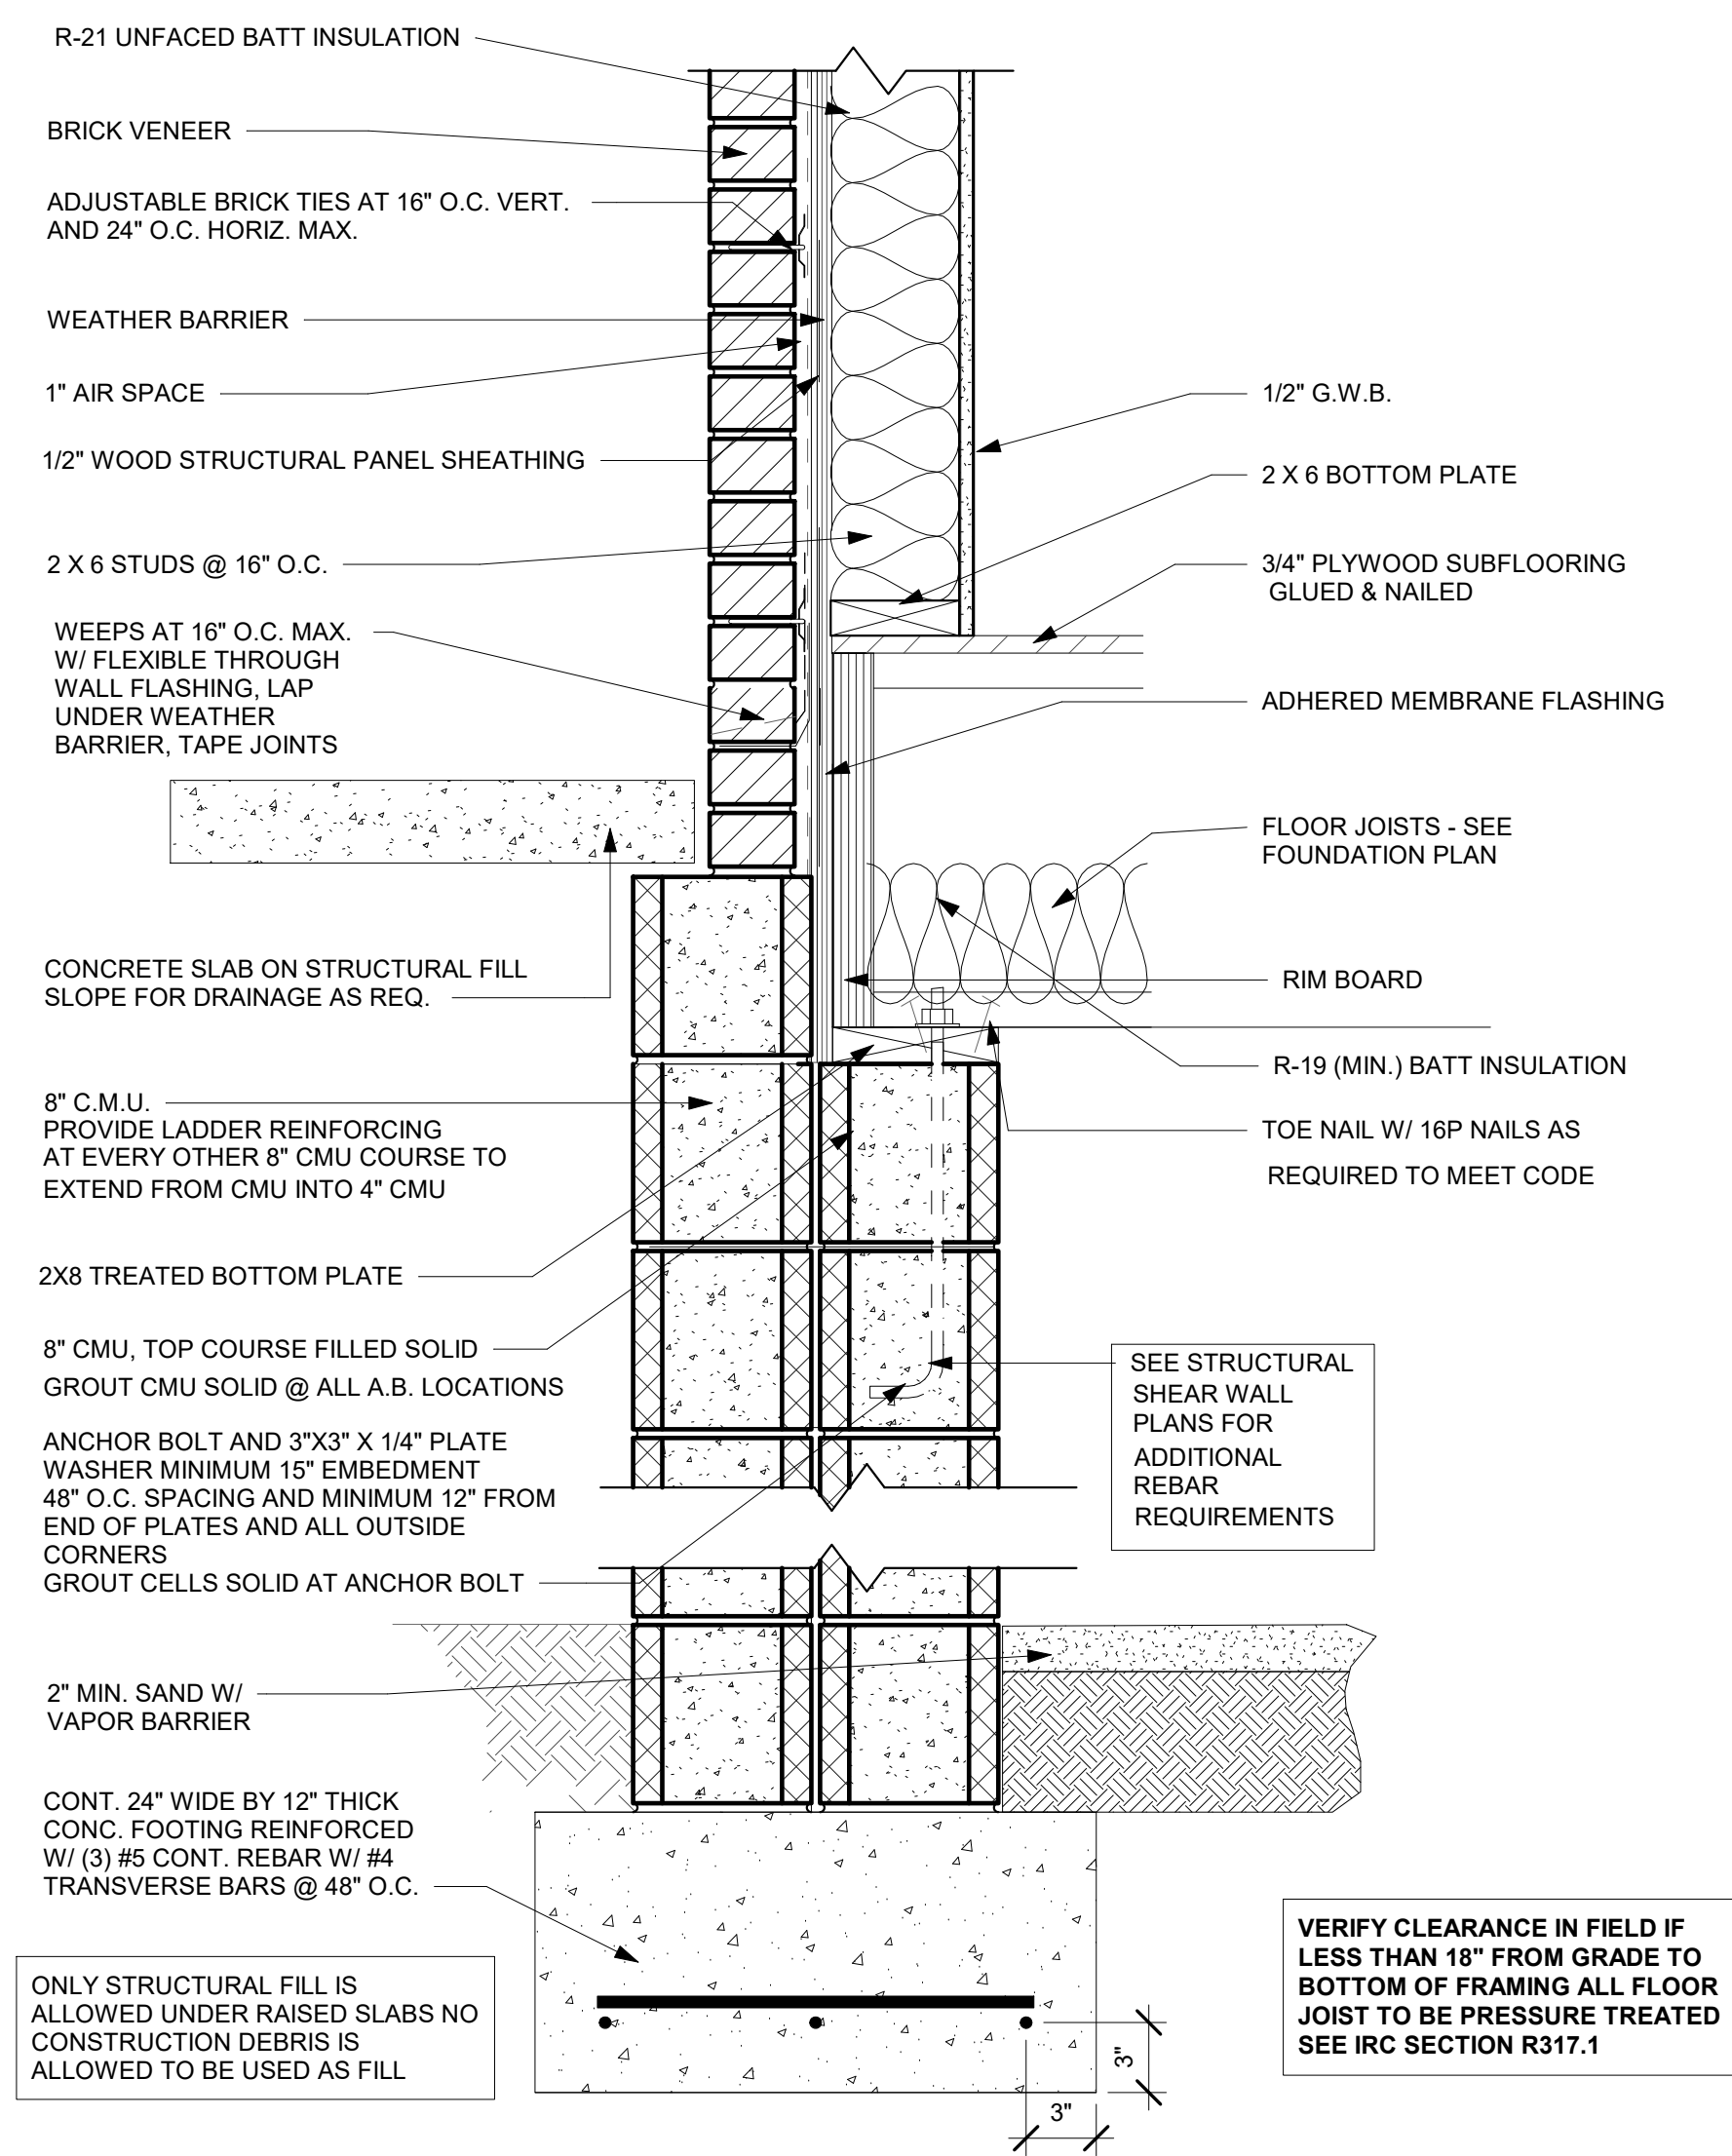 R-21 UNFACED BATT INSULATION
BRICK VENEER
ADJUSTABLE BRICK TIES AT 16" O.C. VERT.
AND 24" O.C. HORIZ. MAX.
WEATHER BARRIER
1" AIR SPACE
1/2" WOOD STRUCTURAL PANEL SHEATHING
2 X 6 STUDS @ 16" O.C.
WEEPS AT 16" O.C. MAX.
W/ FLEXIBLE THROUGH
WALL FLASHING, LAP
UNDER WEATHER
BARRIER, TAPE JOINTS
CONCRETE SLAB ON STRUCTURAL FILL
SLOPE FOR DRAINAGE AS REQ.
8" C.M.U.
PROVIDE LADDER REINFORCING
AT EVERY OTHER 8" CMU COURSE TO
EXTEND FROM CMU INTO 4" CMU
2X8 TREATED BOTTOM PLATE
8" CMU, TOP COURSE FILLED SOLID
GROUT CMU SOLID @ ALL A.B. LOCATIONS
ANCHOR BOLT AND 3"X3" X 1/4" PLATE
WASHER MINIMUM 15" EMBEDMENT
48" O.C. SPACING AND MINIMUM 12" FROM
END OF PLATES AND ALL OUTSIDE
CORNERS
GROUT CELLS SOLID AT ANCHOR BOLT
2" MIN. SAND W/
VAPOR BARRIER
CONT. 24" WIDE BY 12" THICK
CONC. FOOTING REINFORCED
W/ (3) #5 CONT. REBAR W/ #4
TRANSVERSE BARS @ 48" O.C.
ONLY STRUCTURAL FILL IS
ALLOWED UNDER RAISED SLABS NO
CONSTRUCTION DEBRIS IS
ALLOWED TO BE USED AS FILL
1/2" G.W.B.
2 X 6 BOTTOM PLATE
3/4" PLYWOOD SUBFLOORING
GLUED & NAILED
ADHERED MEMBRANE FLASHING
FLOOR JOISTS - SEE
FOUNDATION PLAN
RIM BOARD
R-19 (MIN.) BATT INSULATION
TOE NAIL W/ 16P NAILS AS
REQUIRED TO MEET CODE
SEE STRUCTURAL
SHEAR WALL
PLANS FOR
ADDITIONAL
REBAR
REQUIREMENTS
VERIFY CLEARANCE IN FIELD IF
LESS THAN 18" FROM GRADE TO
BOTTOM OF FRAMING ALL FLOOR
JOIST TO BE PRESSURE TREATED
SEE IRC SECTION R317.1
3"
3"